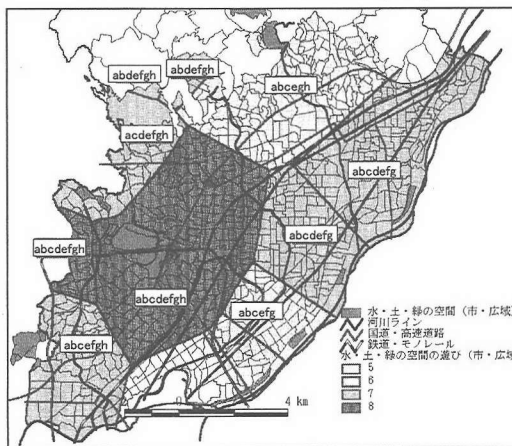 abdefgh
abdefgh
abcegh
acdefgh
abcdefg
abcdefg
abcdefgh
abcdefgh
abcefg
abcefgh
水・土・緑の空間（市・広域）
河川ライン
国道・高速道路
鉄道・モノレール
水・土・緑の空間の遊び（市・広域
5
6
7
8
0
4 km